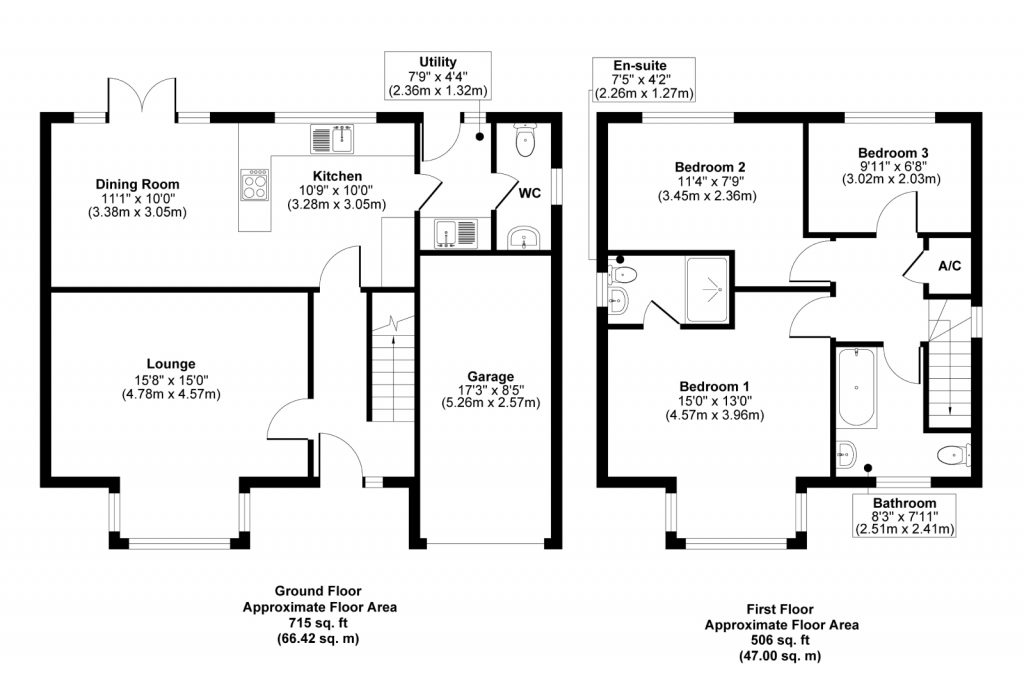 Utility
7'9" x 4'4"
(2.36m x 1.32m)
Dining Room
11'1" x 10'0"
(3.38m x 3.05m)
Kitchen
10'9" x 10'0"
(3.28m x 3.05m)
WC
Lounge
15'8" x 15'0"
(4.78m x 4.57m)
Garage
17'3" x 8'5"
(5.26m x 2.57m)
Ground Floor
Approximate Floor Area
715 sq. ft
(66.42 sq. m)
En-suite
7'5" x 4'2"
(2.26m x 1.27m)
Bedroom 2
11'4" x 7'9"
(3.45m x 2.36m)
Bedroom 3
9'11" x 6'8"
(3.02m x 2.03m)
A/C
Bedroom 1
15'0" x 13'0"
(4.57m x 3.96m)
Bathroom
8'3" x 7'11"
(2.51m x 2.41m)
First Floor
Approximate Floor Area
506 sq. ft
(47.00 sq. m)